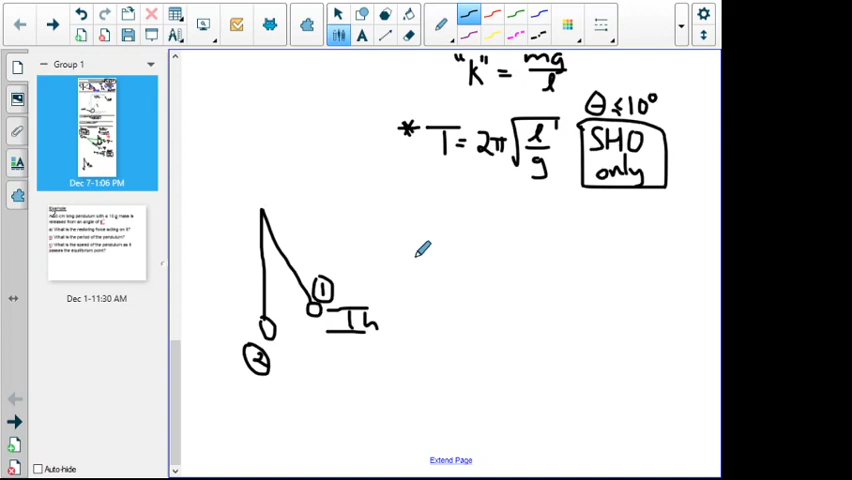 Group 1
Dec 7-1:06 PM
Example
Dec 1-11:30 AM
Auto-hide
"K" = mg/l
θ ≤ 10°
* T = 2π√l/g
SHO
only
1
h
2
Extend Page